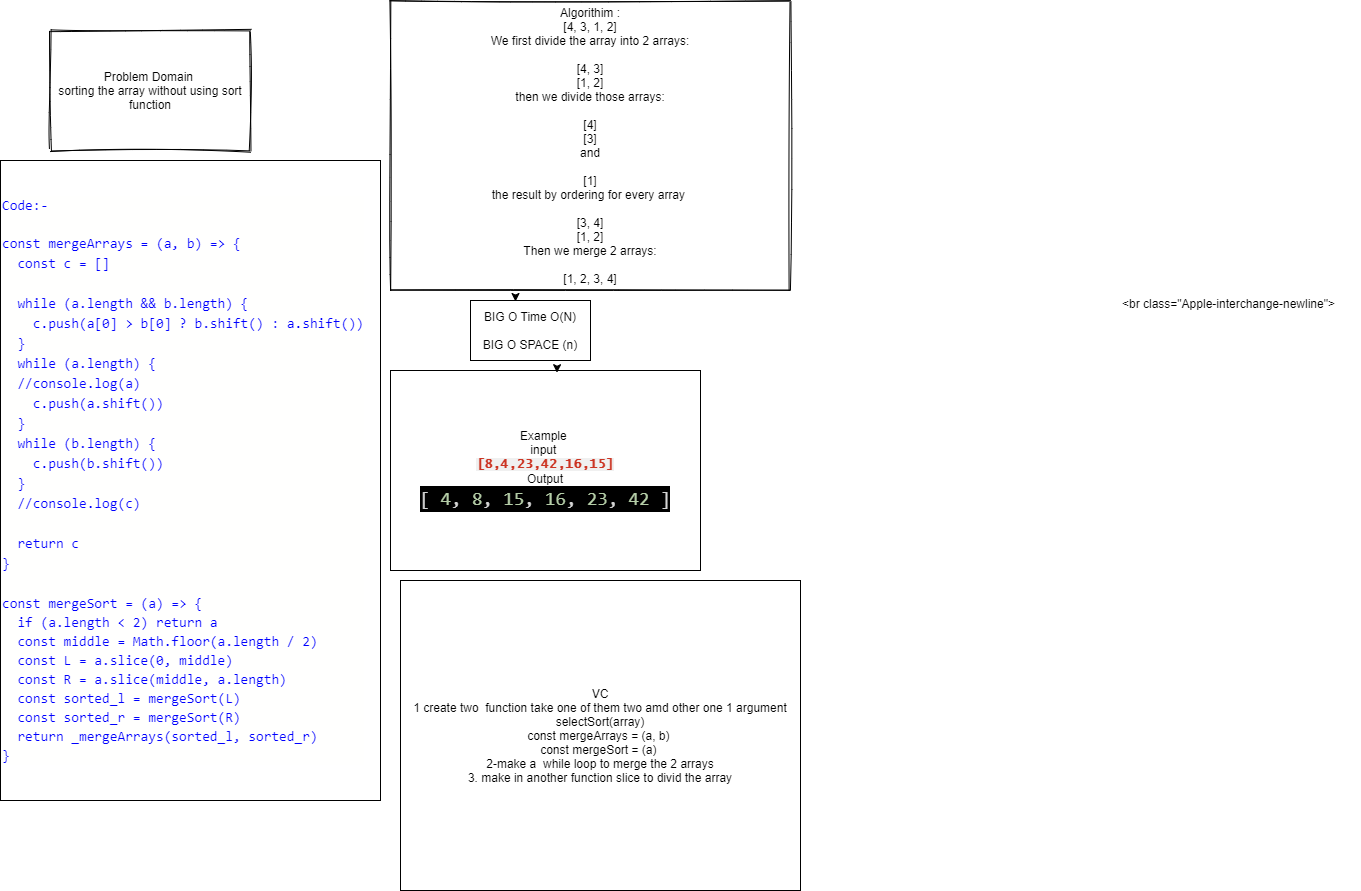 Problem Domain
sorting the array without using sort
function
Code:-
const mergeArrays = (a, b) => {
  const c = []
  while (a.length && b.length) {
    c.push(a[0] > b[0] ? b.shift() : a.shift())
  }
  while (a.length) {
  //console.log(a)
    c.push(a.shift())
  }
  while (b.length) {
    c.push(b.shift())
  }
  //console.log(c)
  return c
}
const mergeSort = (a) => {
  if (a.length < 2) return a
  const middle = Math.floor(a.length / 2)
  const L = a.slice(0, middle)
  const R = a.slice(middle, a.length)
  const sorted_l = mergeSort(L)
  const sorted_r = mergeSort(R)
  return _mergeArrays(sorted_l, sorted_r)
}
Algorithim :
[4, 3, 1, 2]
We first divide the array into 2 arrays:
[4, 3]
[1, 2]
then we divide those arrays:
[4]
[3]
and
[1]
the result by ordering for every array
[3, 4]
[1, 2]
Then we merge 2 arrays:
[1, 2, 3, 4]
BIG O Time O(N)
BIG O SPACE (n)
Example
input
[8,4,23,42,16,15]
Output
[ 4, 8, 15, 16, 23, 42 ]
VC
1 create two  function take one of them two amd other one 1 argument
selectSort(array)
const mergeArrays = (a, b)
const mergeSort = (a)
2-make a  while loop to merge the 2 arrays
3. make in another function slice to divid the array
<br class="Apple-interchange-newline">